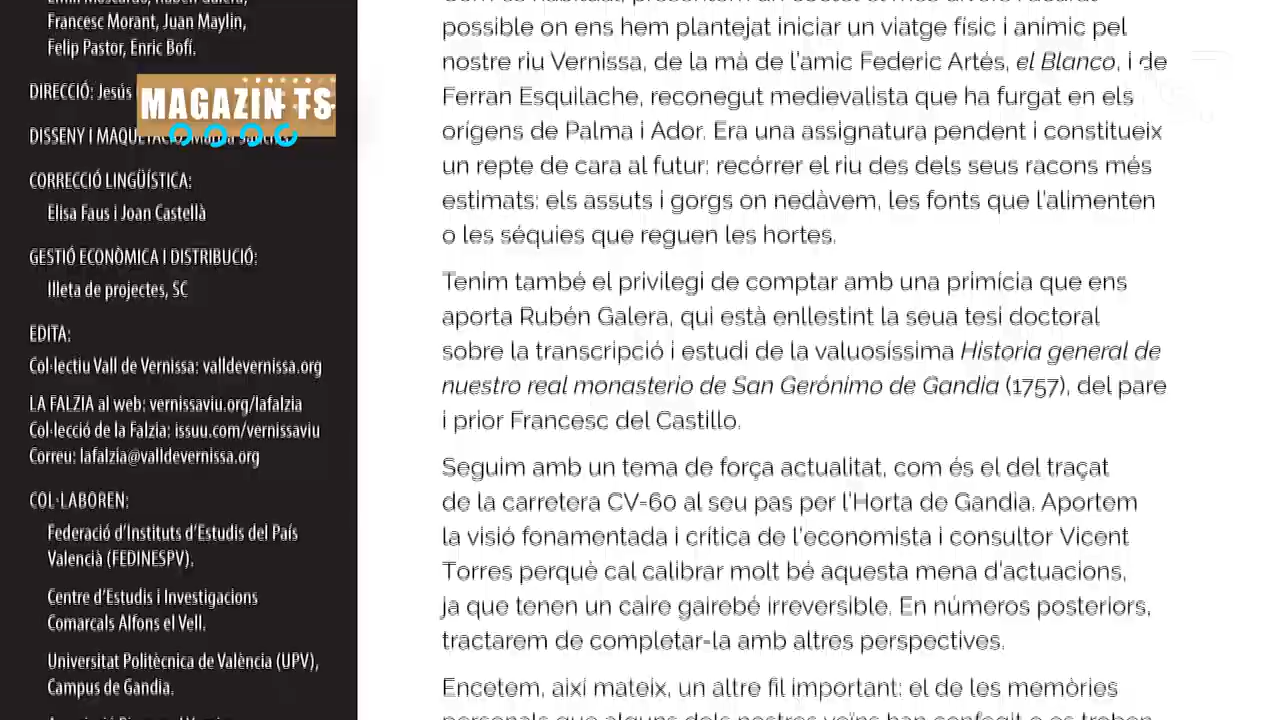 Francesc Morant, Juan Maylin,
Felip Pastor, Enric Bofí.
DIRECCIÓ: Jesús
MAGAZIN TS
DISSENY I MAQUETACIÓ:
CORRECCIÓ LINGÜÍSTICA:
Elisa Faus i Joan Castellà
GESTIÓ ECONÒMICA I DISTRIBUCIÓ:
Illeta de projectes, SC
EDITA:
Col·lectiu Vall de Vernissa: valldevernissa.org
LA FALZIA al web: vernissaviu.org/lafalzia
Col·lecció de la Falzia: issuu.com/vernissaviu
Correu: lafalzia@valldevernissa.org
COL·LABOREN:
Federació d'Instituts d'Estudis del País
Valencià (FEDINESPV).
Centre d'Estudis i Investigacions
Comarcals Alfons el Vell.
Universitat Politècnica de València (UPV),
Campus de Gandia.
possible on ens hem plantejat iniciar un viatge físic i anímic pel
nostre riu Vernissa, de la mà de l'amic Federic Artés, el Blanco, i de
Ferran Esquilache, reconegut medievalista que ha furgat en els
orígens de Palma i Ador. Era una assignatura pendent i constitueix
un repte de cara al futur: recórrer el riu des dels seus racons més
estimats: els assuts i gorgs on nedàvem, les fonts que l'alimenten
o les séquies que reguen les hortes.
Tenim també el privilegi de comptar amb una primícia que ens
aporta Rubén Galera, qui està enllestint la seua tesi doctoral
sobre la transcripció i estudi de la valuosíssima Historia general de
nuestro real monasterio de San Gerónimo de Gandia (1757), del pare
i prior Francesc del Castillo.
Seguim amb un tema de força actualitat, com és el del traçat
de la carretera CV-60 al seu pas per l'Horta de Gandia. Aportem
la visió fonamentada i crítica de l'economista i consultor Vicent
Torres perquè cal calibrar molt bé aquesta mena d'actuacions,
ja que tenen un caire gairebé irreversible. En números posteriors,
tractarem de completar-la amb altres perspectives.
Encetem, així mateix, un altre fil important: el de les memòries